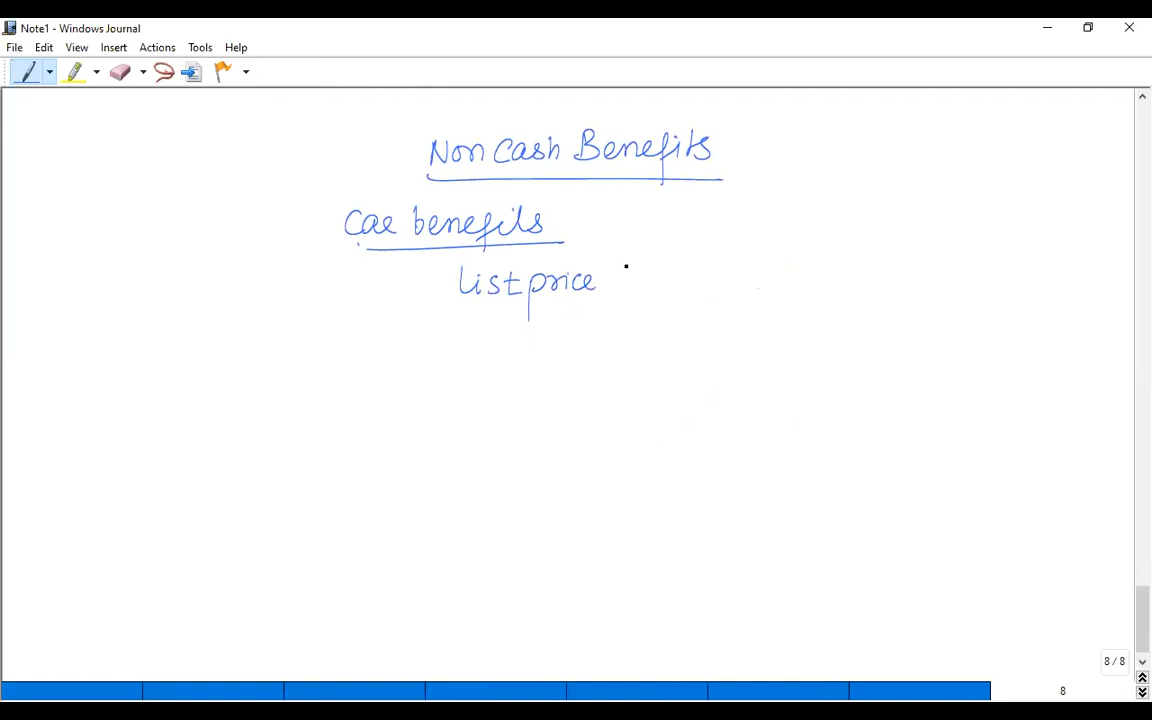 Note1 - Windows Journal
File Edit View Insert Actions Tools Help
Non Cash Benefits
Car benefits
List price
8 / 8
8